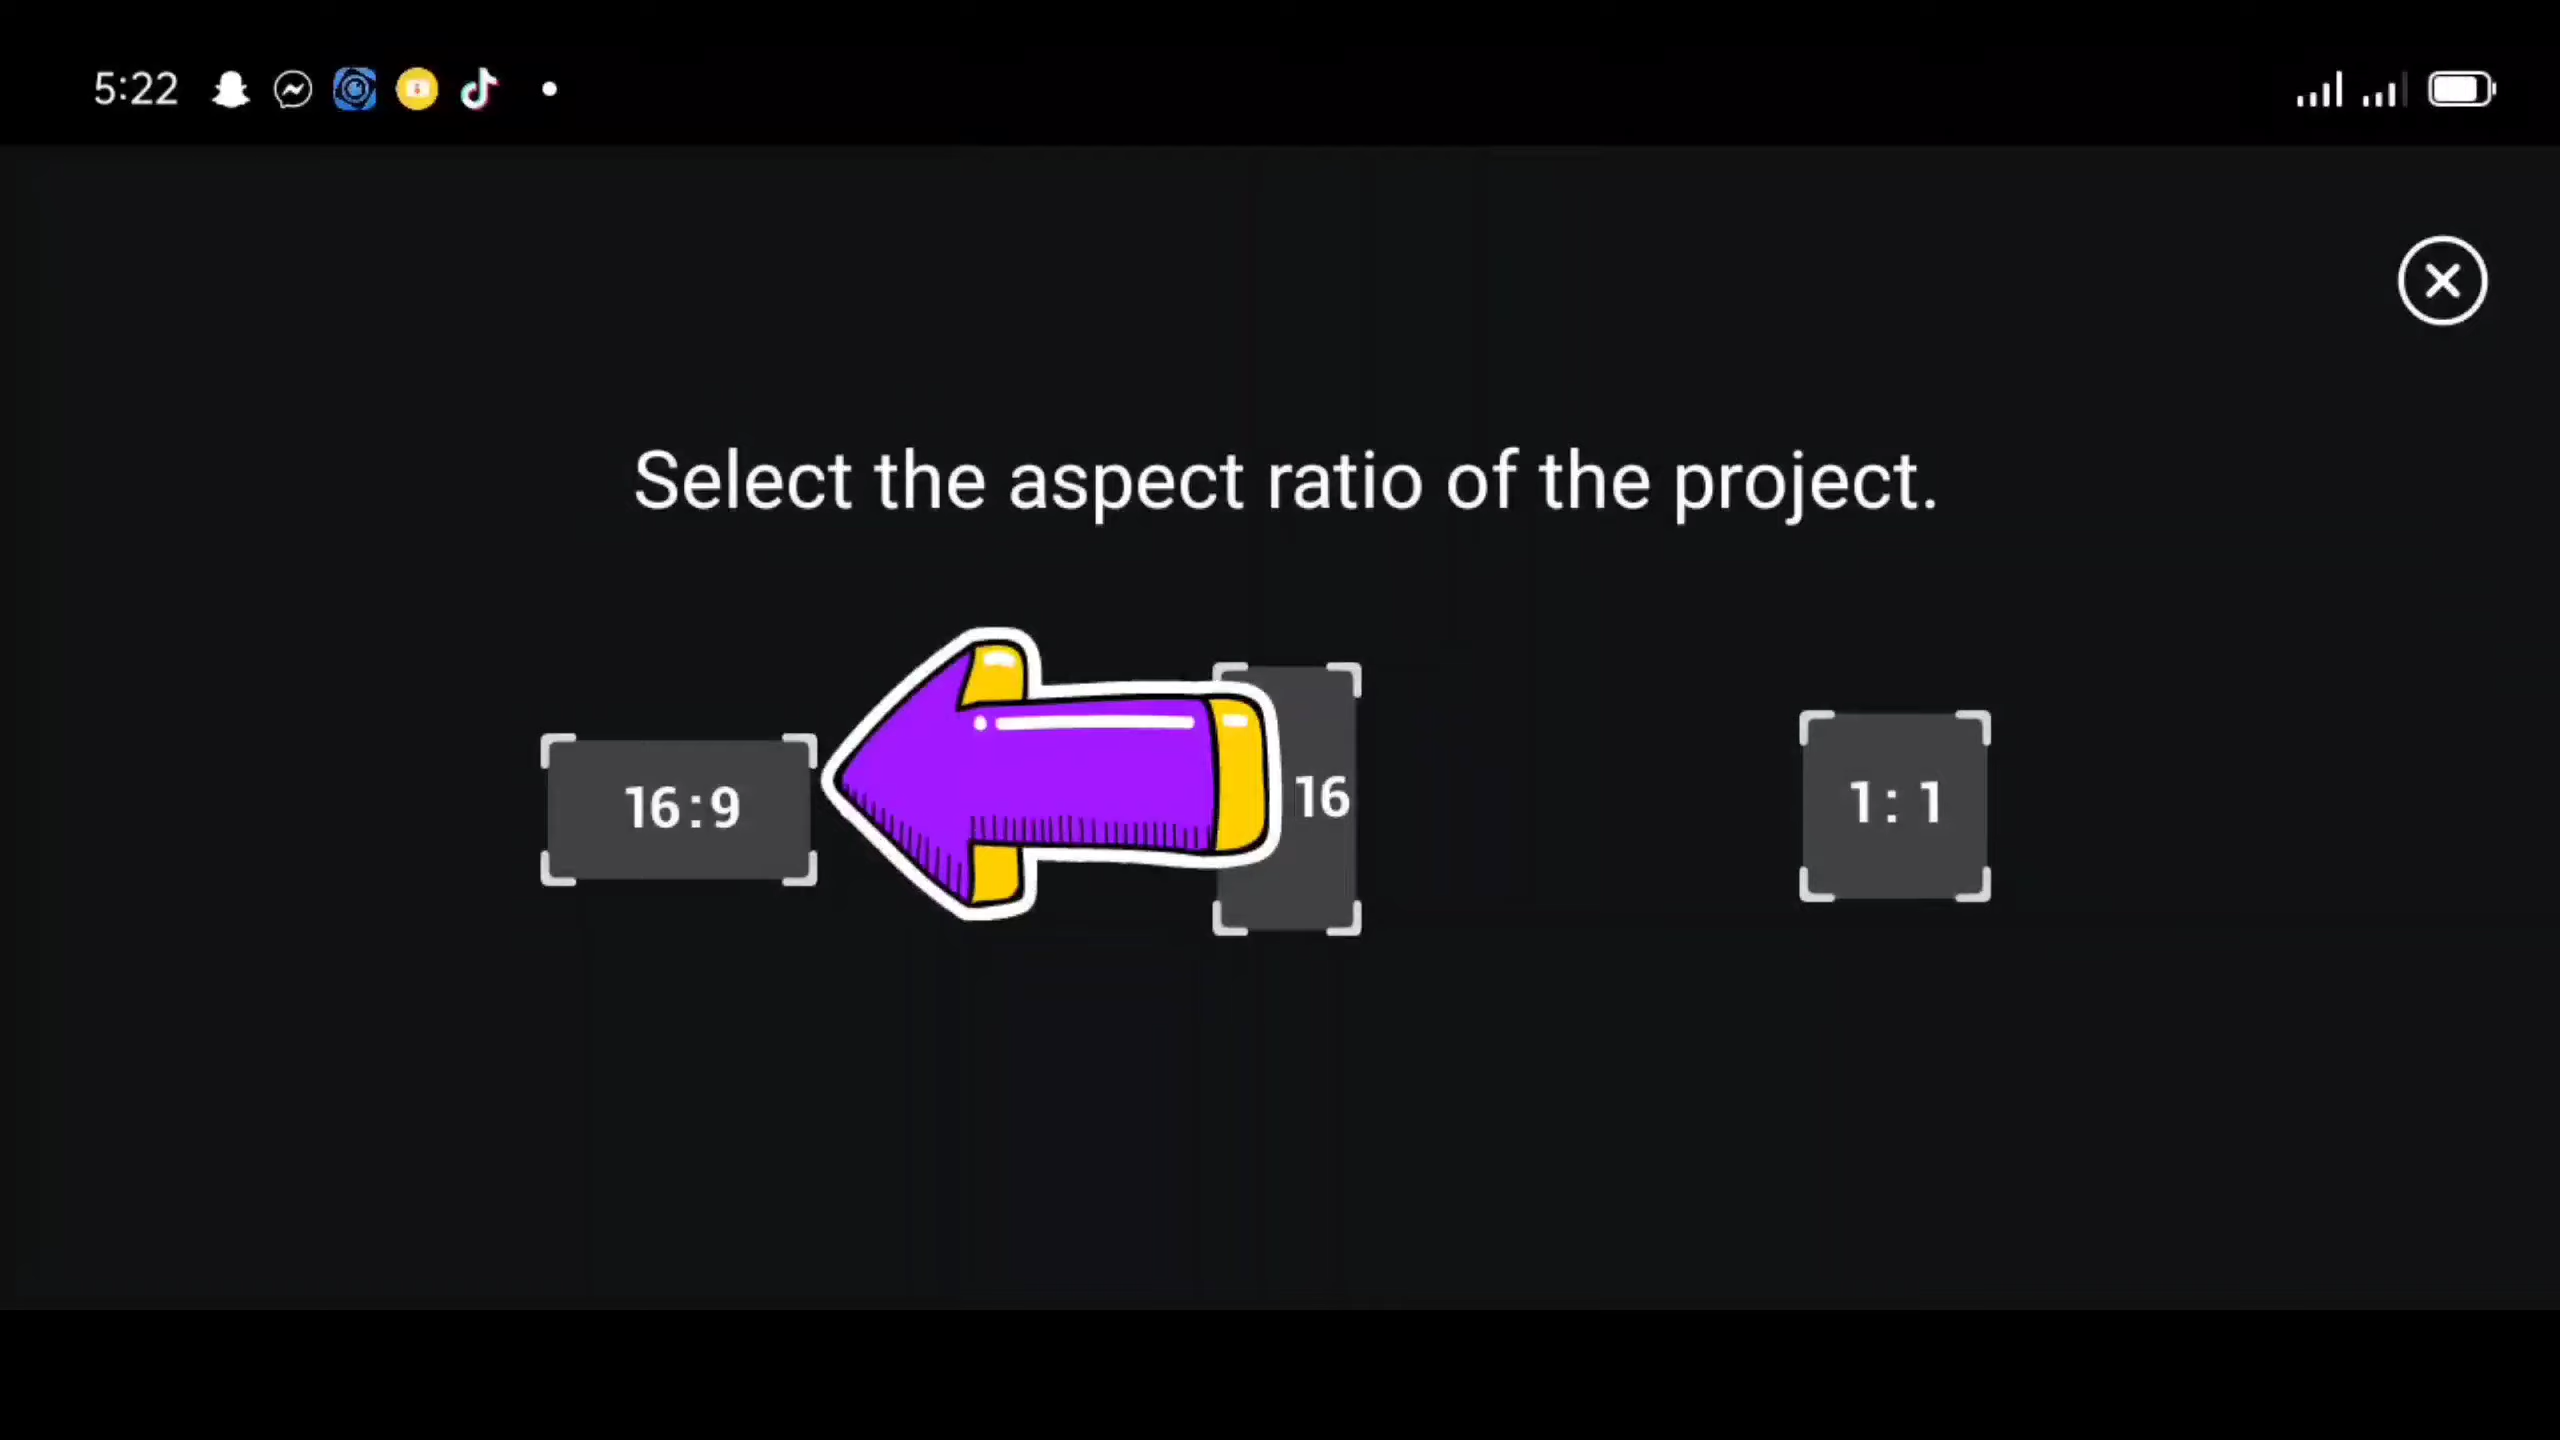 5:22
Select the aspect ratio of the project.
16:9
16
1: 1